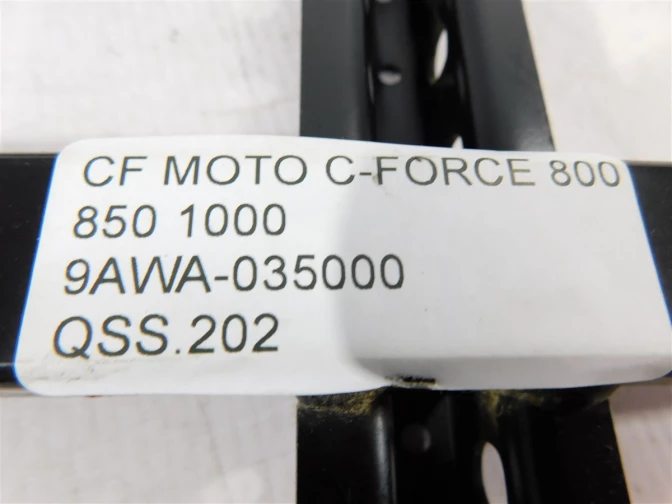 CF MOTO C-FORCE 800
850 1000
9AWA-035000
QSS.202